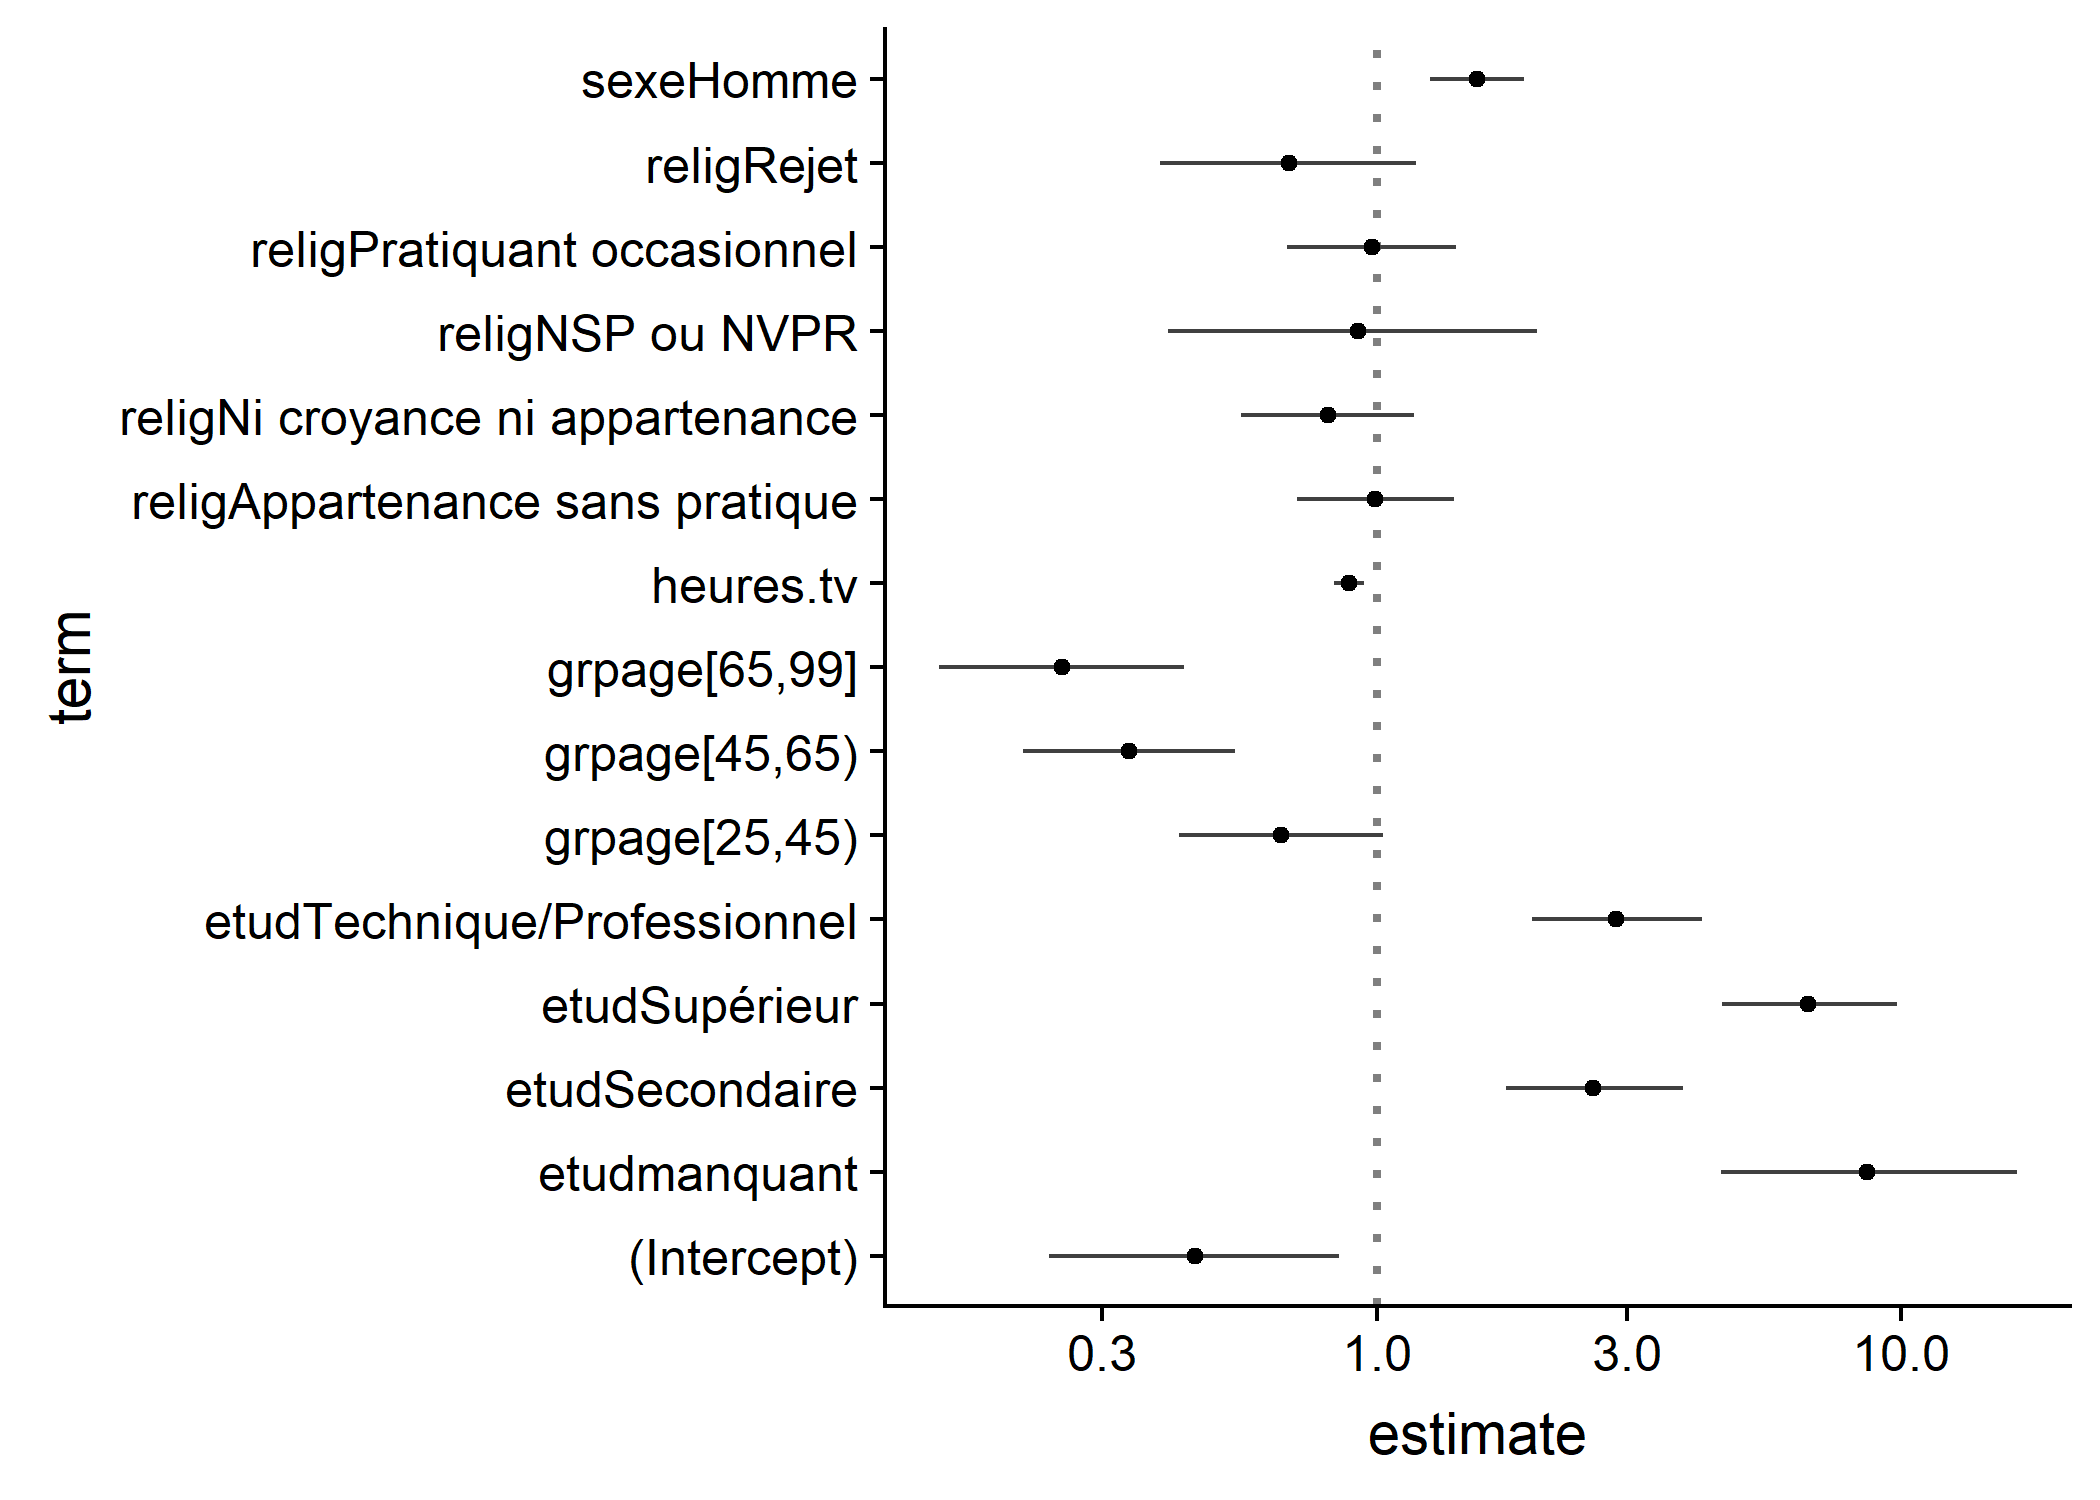 sexeHomme
religRejet
religPratiquant occasionnel
religNSP ou NVPR
religNi croyance ni appartenance
religAppartenance sans pratique
heures.tv
grpage[65,99]
grpage[45,65)
grpage[25,45)
etudTechnique/Professionnel
etudSupérieur
etudSecondaire
etudmanquant
(Intercept)
term
0.3 1.0 3.0 10.0
estimate